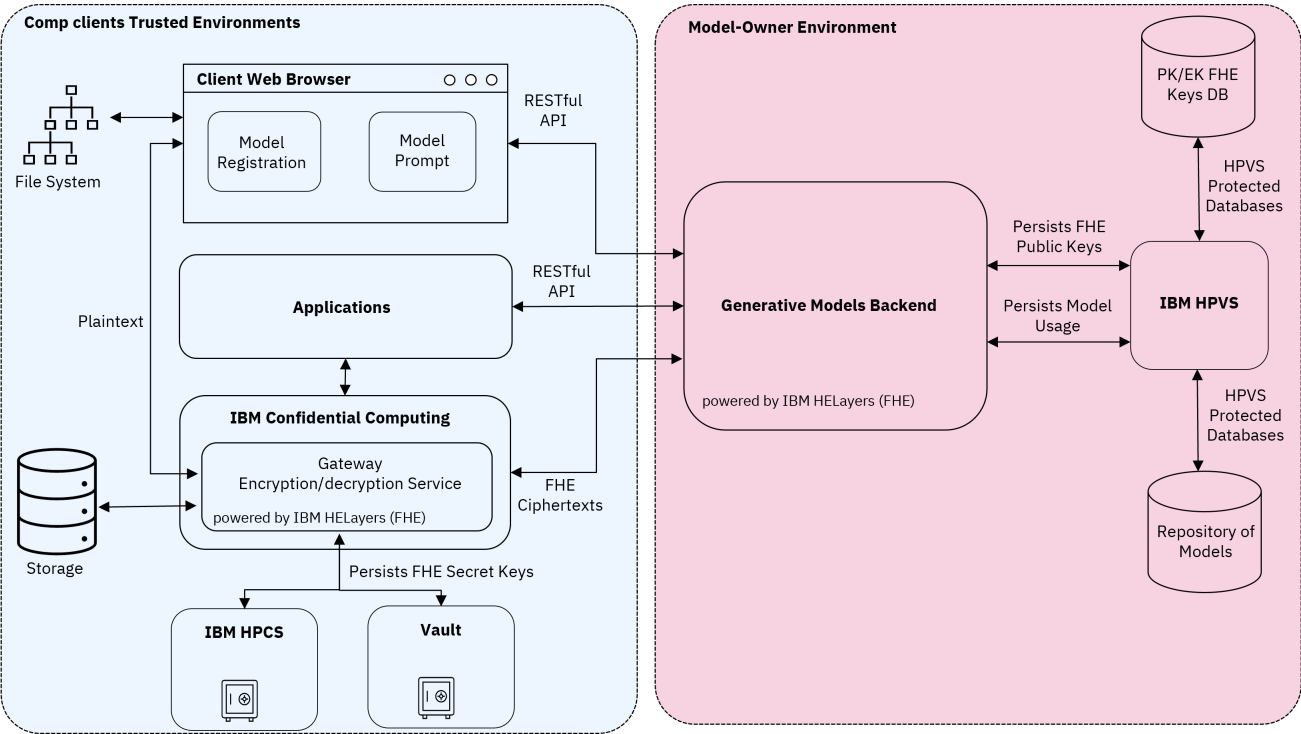 Comp clients Trusted Environments
Client Web Browser
Model
Registration
Model
Prompt
File System
RESTful
API
Applications
RESTful
API
Plaintext
IBM Confidential Computing
Gateway
Encryption/decryption Service
powered by IBM HELayers (FHE)
FHE
Ciphertexts
Storage
Persists FHE Secret Keys
IBM HPCS
Vault
Model-Owner Environment
PK/EK FHE
Keys DB
HPVS
Protected
Databases
Generative Models Backend
powered by IBM HELayers (FHE)
Persists FHE
Public Keys
Persists Model
Usage
IBM HPVS
HPVS
Protected
Databases
Repository of
Models